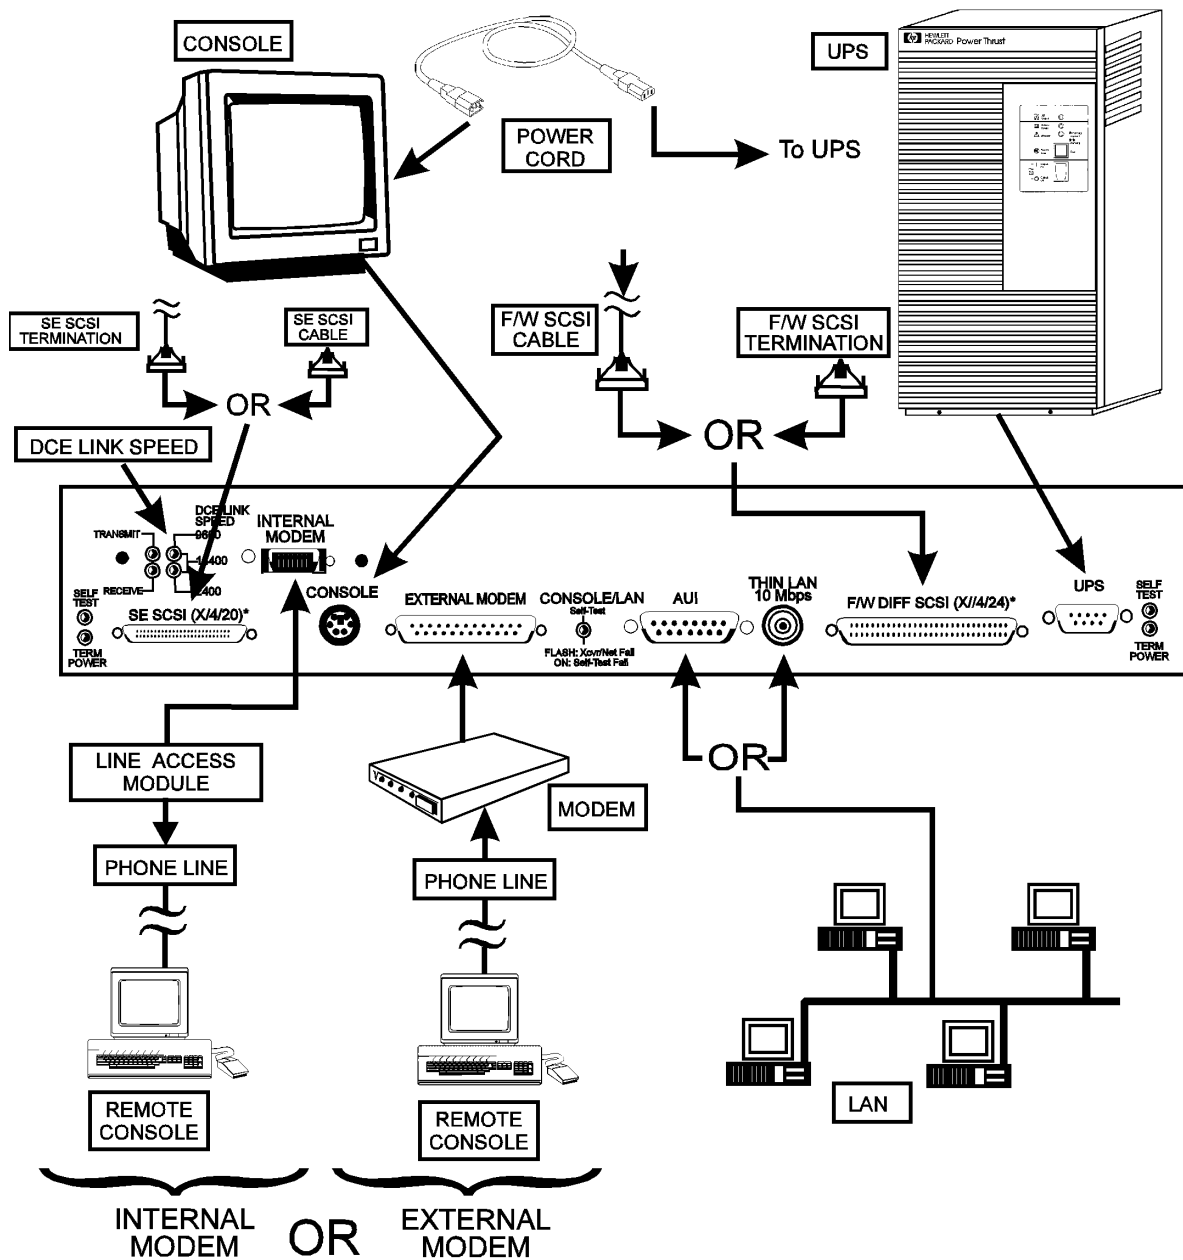 CONSOLE
HEWLETT
PACKARD Power Thrust
UPS
POWER
CORD
To UPS
SE SCSI
TERMINATION
SE SCSI
CABLE
F/W SCSI
CABLE
F/W SCSI
TERMINATION
OR
OR
DCE LINK SPEED
DCE LINK
SPEED
9600
TRANSMIT
RECEIVE
2400
INTERNAL
MODEM
SELF
TEST
TERM
POWER
SE SCSI (X/4/20)*
CONSOLE
EXTERNAL MODEM
CONSOLE/LAN
Self-Test
FLASH: Xcvr/Net Fail
ON: Self-Test Fail
AUI
THIN LAN
10 Mbps
F/W DIFF SCSI (X//4/24)*
UPS
SELF
TEST
TERM
POWER
LINE ACCESS
MODULE
MODEM
OR
PHONE LINE
PHONE LINE
REMOTE
CONSOLE
REMOTE
CONSOLE
LAN
INTERNAL
MODEM
OR
EXTERNAL
MODEM